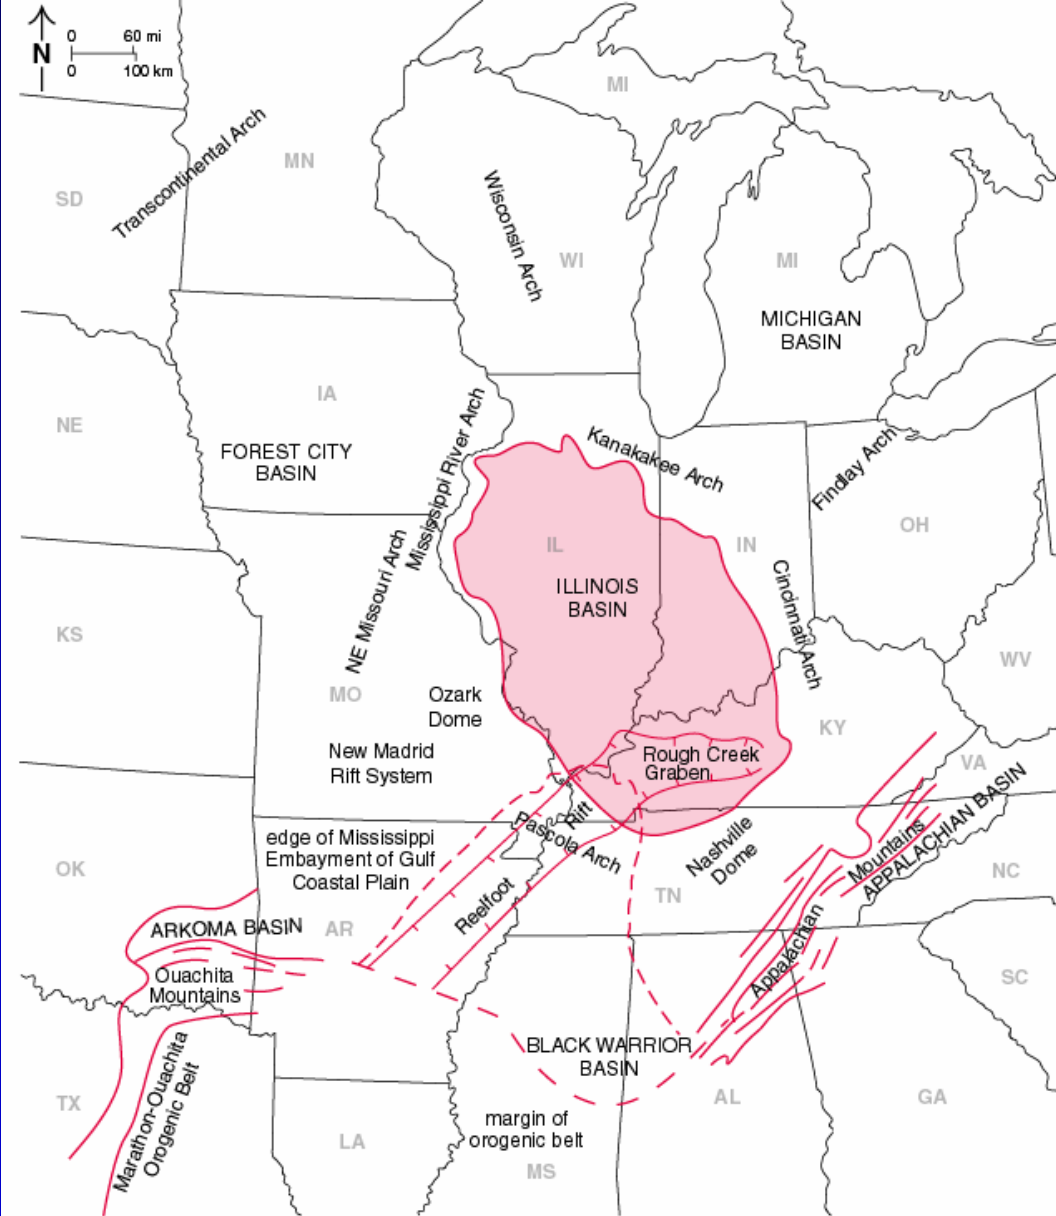 0 60 mi
N
0 100 km
MI
Transcontinental Arch
MN
SD
Wisconsin Arch
WI
MI
MICHIGAN
BASIN
IA
NE
Mississippi River Arch
FOREST CITY
BASIN
Kanakakee Arch
Findlay Arch
OH
IL
IN
NE Missouri Arch
ILLINOIS
BASIN
Cincinnati Arch
KS
WV
MO
Ozark
Dome
KY
New Madrid
Rift System
Rough Creek
Graben
VA
edge of Mississippi
Embayment of Gulf
Coastal Plain
Rift
Pascola Arch
Nashville
Dome
Mountains
APPALACHIAN BASIN
OK
TN
NC
Reelfoot
ARKOMA BASIN
AR
Appalachian
Ouachita
Mountains
SC
BLACK WARRIOR
BASIN
TX
Marathon-Ouachita
Orogenic Belt
AL
GA
margin of
orogenic belt
LA
MS